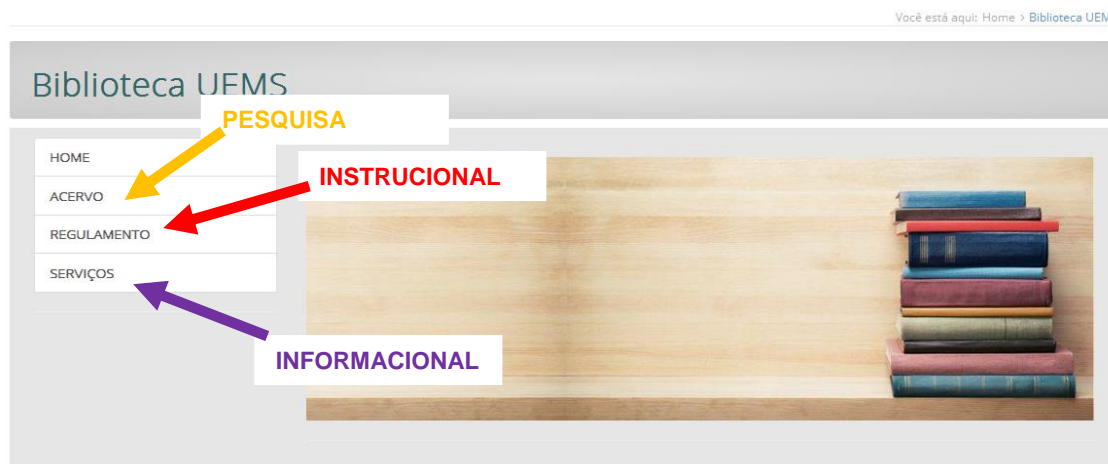 Você está aqui: Home > Biblioteca UEM
Biblioteca UEMS
PESQUISA
HOME
INSTRUCIONAL
ACERVO
REGULAMENTO
SERVIÇOS
INFORMACIONAL